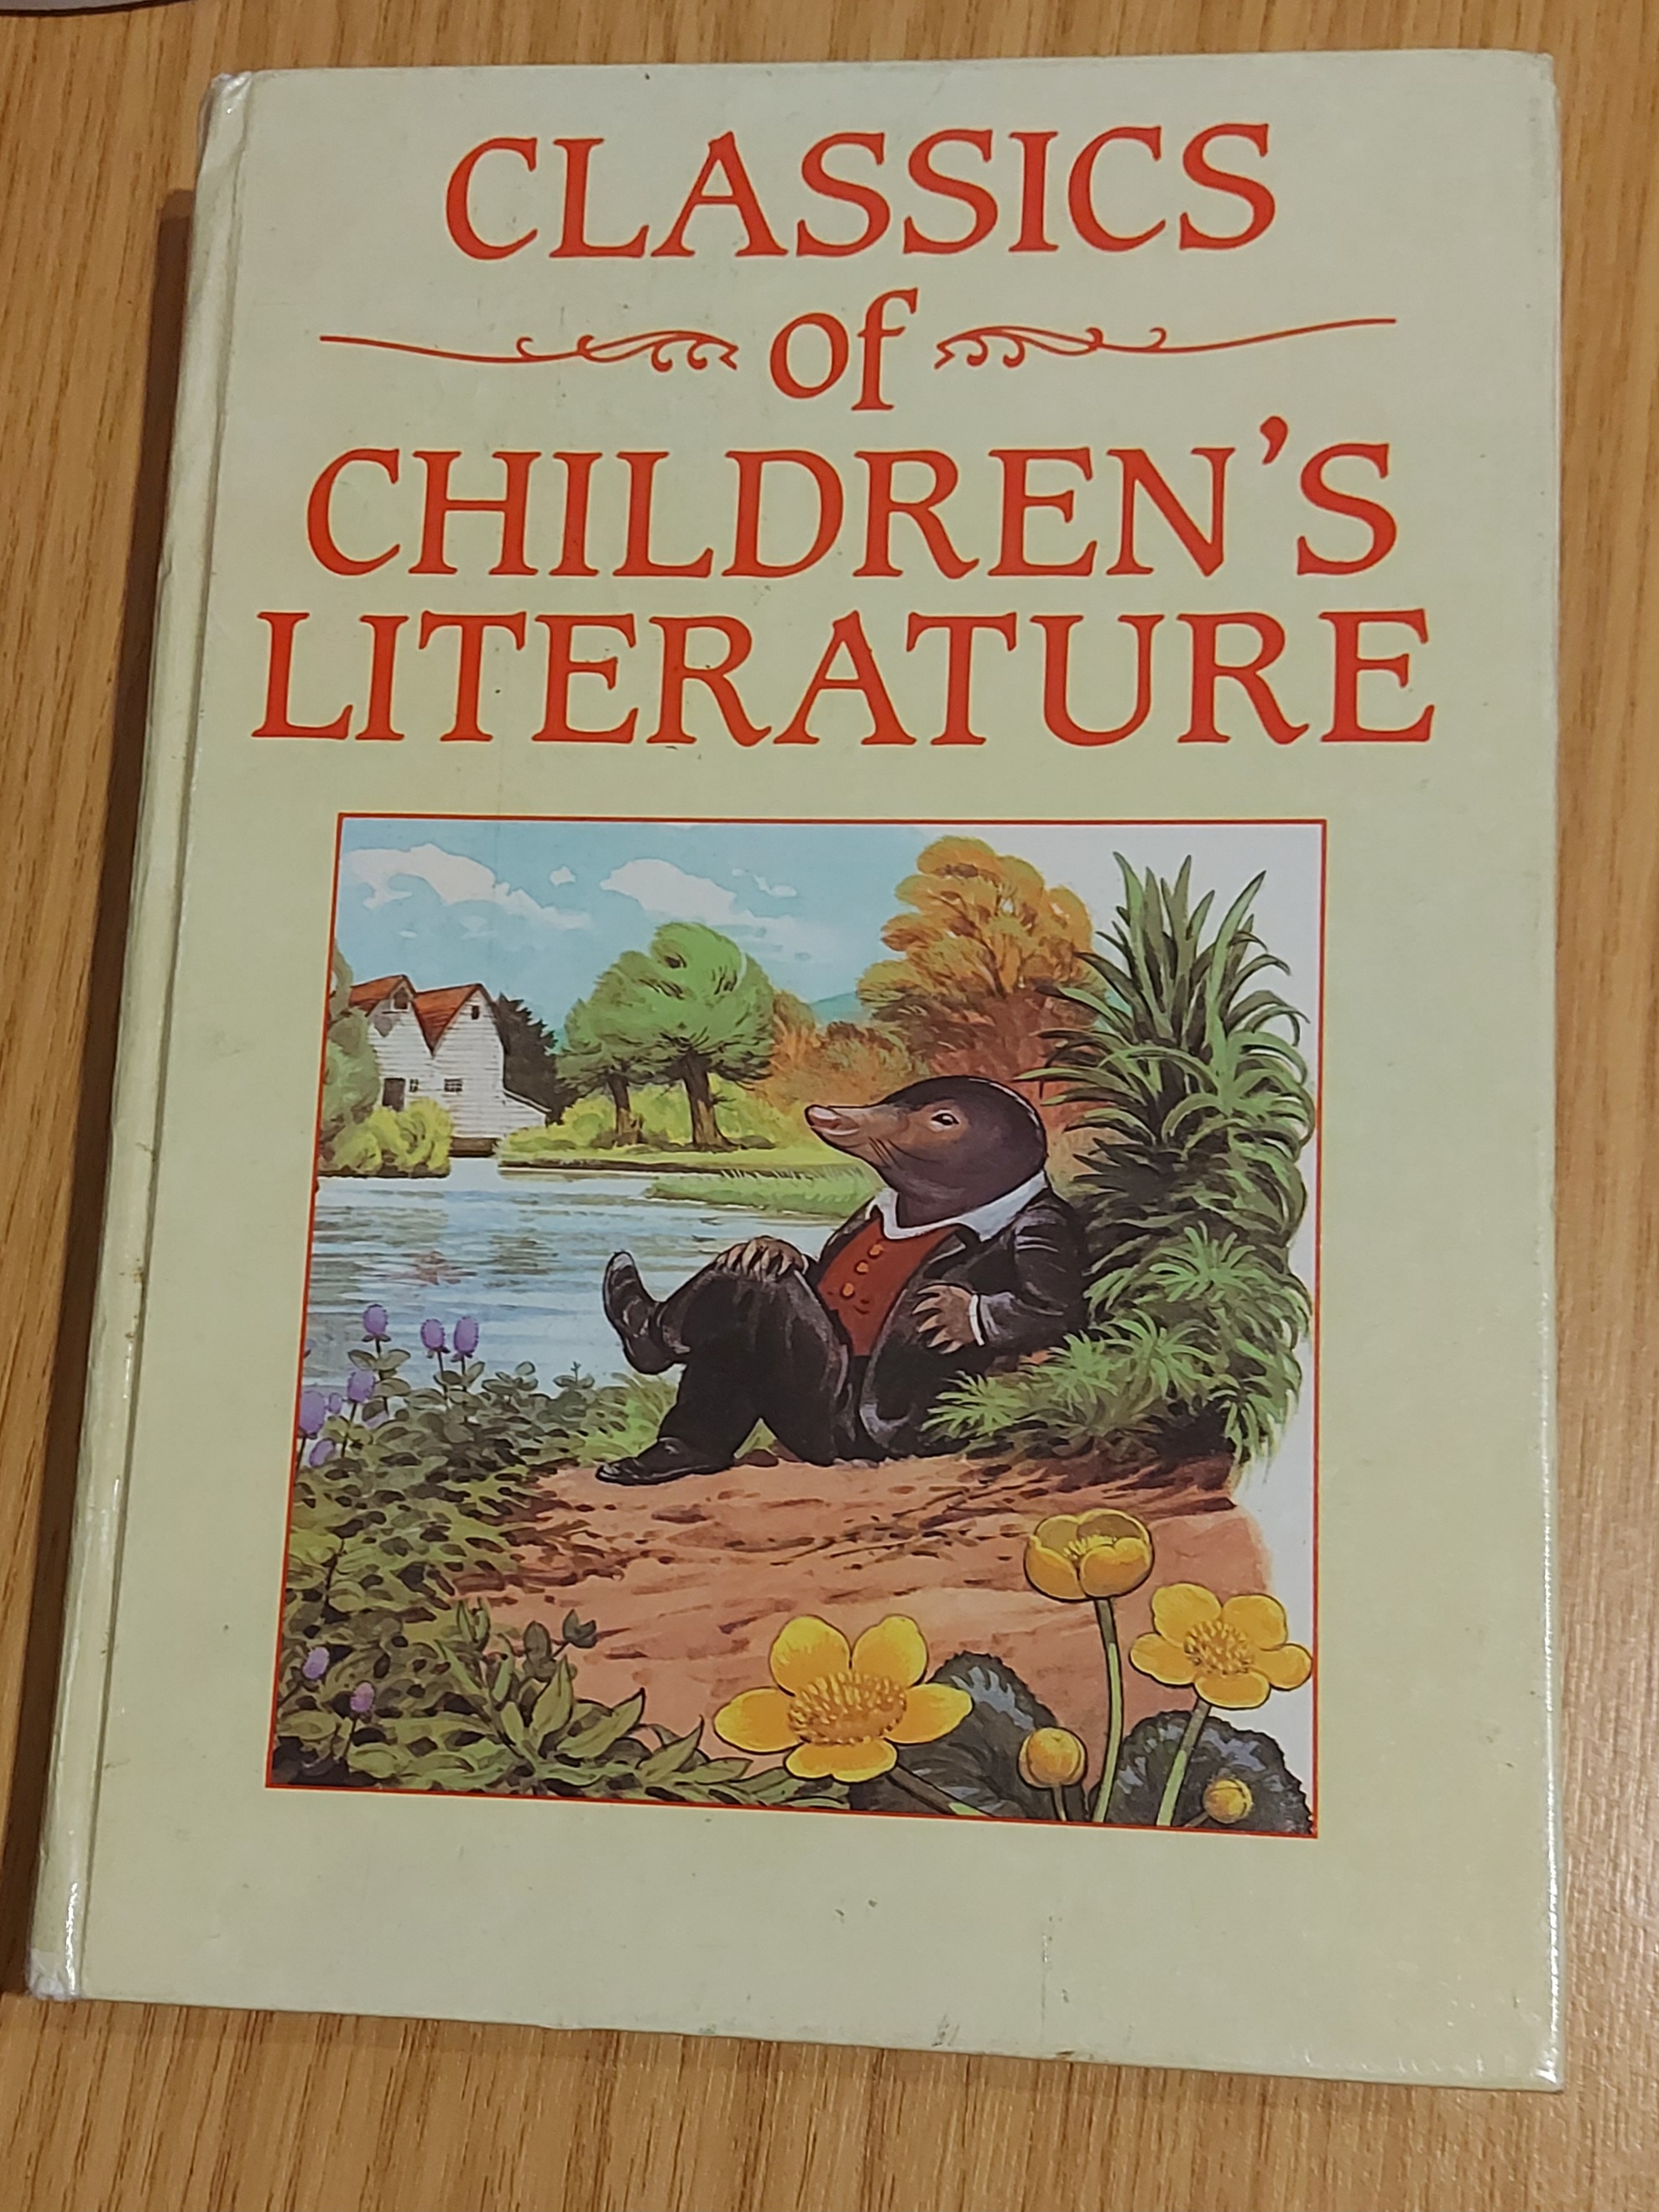 CLASSICS
of
CHILDREN'S
LITERATURE